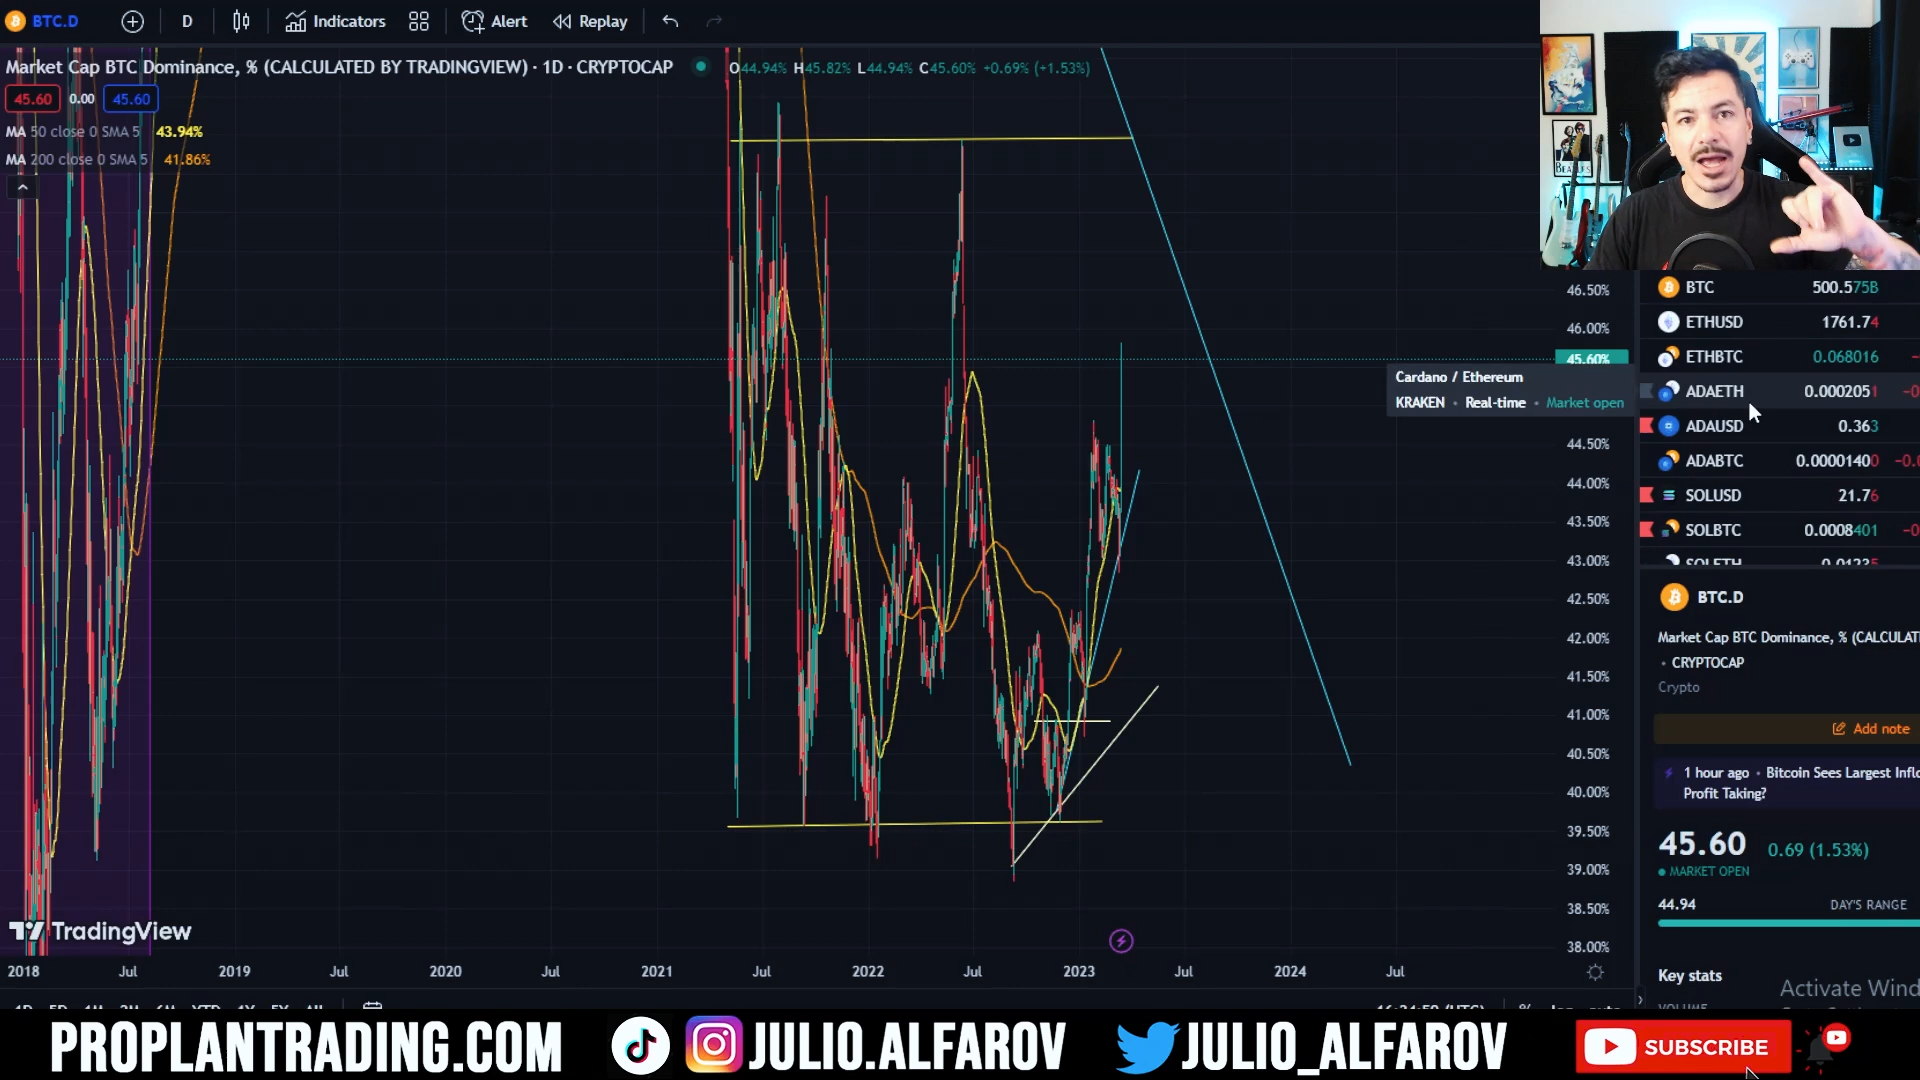 BTC.D
D
Indicators
Alert
Replay
Market Cap BTC Dominance, % (CALCULATED BY TRADINGVIEW) · 1D · CRYPTOCAP
O44.94% H45.82% L44.94% C45.60% +0.69% (+1.53%)
45.60 0.00 45.60
MA 50 close 0 SMA 5 43.94%
MA 200 close 0 SMA 5 41.86%
46.50%
46.00%
45.60%
44.50%
44.00%
43.50%
43.00%
42.50%
42.00%
41.50%
41.00%
40.50%
40.00%
39.50%
39.00%
38.50%
38.00%
Cardano / Ethereum
KRAKEN • Real-time • Market open
BTC 500.575B
ETHUSD 1761.74
ETHBTC 0.068016
ADAETH 0.0002051
ADAUSD 0.363
ADABTC 0.00001400
SOLUSD 21.76
SOLBTC 0.0008401
SOLETH 0.01235
BTC.D
Market Cap BTC Dominance, % (CALCULATI
• CRYPTOCAP
Crypto
Add note
1 hour ago • Bitcoin Sees Largest Inflo
Profit Taking?
45.60 0.69 (1.53%)
MARKET OPEN
44.94 DAY'S RANGE
Key stats
Activate Wind
TradingView
2018 Jul 2019 Jul 2020 Jul 2021 Jul 2022 Jul 2023 Jul 2024 Jul
PROPLANTRADING.COM
JULIO.ALFAROV
JULIO_ALFAROV
SUBSCRIBE